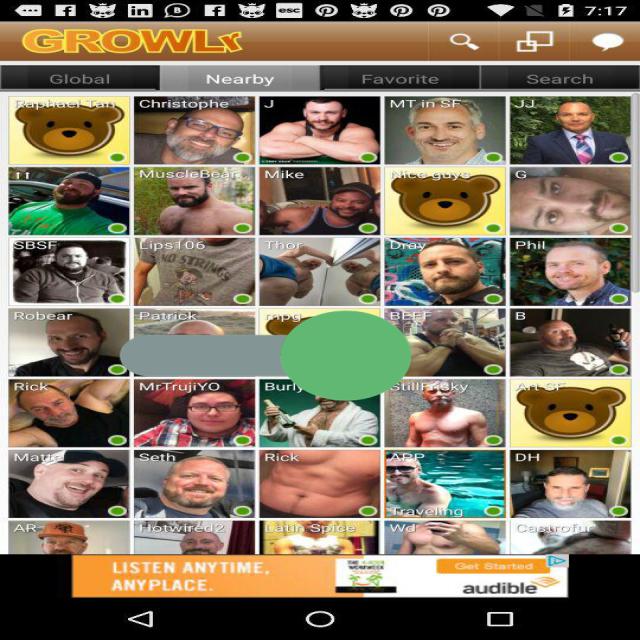 esc 7:17
GROWLr
Global Nearby Favorite Search
Raphael Tan Christophe J MT in SF JJ
MuscleBear Mike Nice guys G
SBSF Lips106 Thor Dray Phil
NO STRINGS
Robear Patrick mpg BEEF B
Rick MrTrujiYO Burly StillFrisky Art SF
Matt Seth Rick APP DH
Traveling
AR- Hotwired2 Latin Spice Wd Castrofur
LISTEN ANYTIME,
ANYPLACE.
Get Started
audible